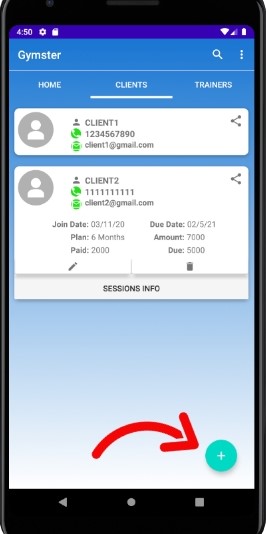 4:50
Gymster
HOME CLIENTS TRAINERS
CLIENT1
1234567890
client1@gmail.com
CLIENT2
1111111111
client2@gmail.com
Join Date: 03/11/20 Due Date: 02/5/21
Plan: 6 Months Amount: 7000
Paid: 2000 Due: 5000
SESSIONS INFO
+